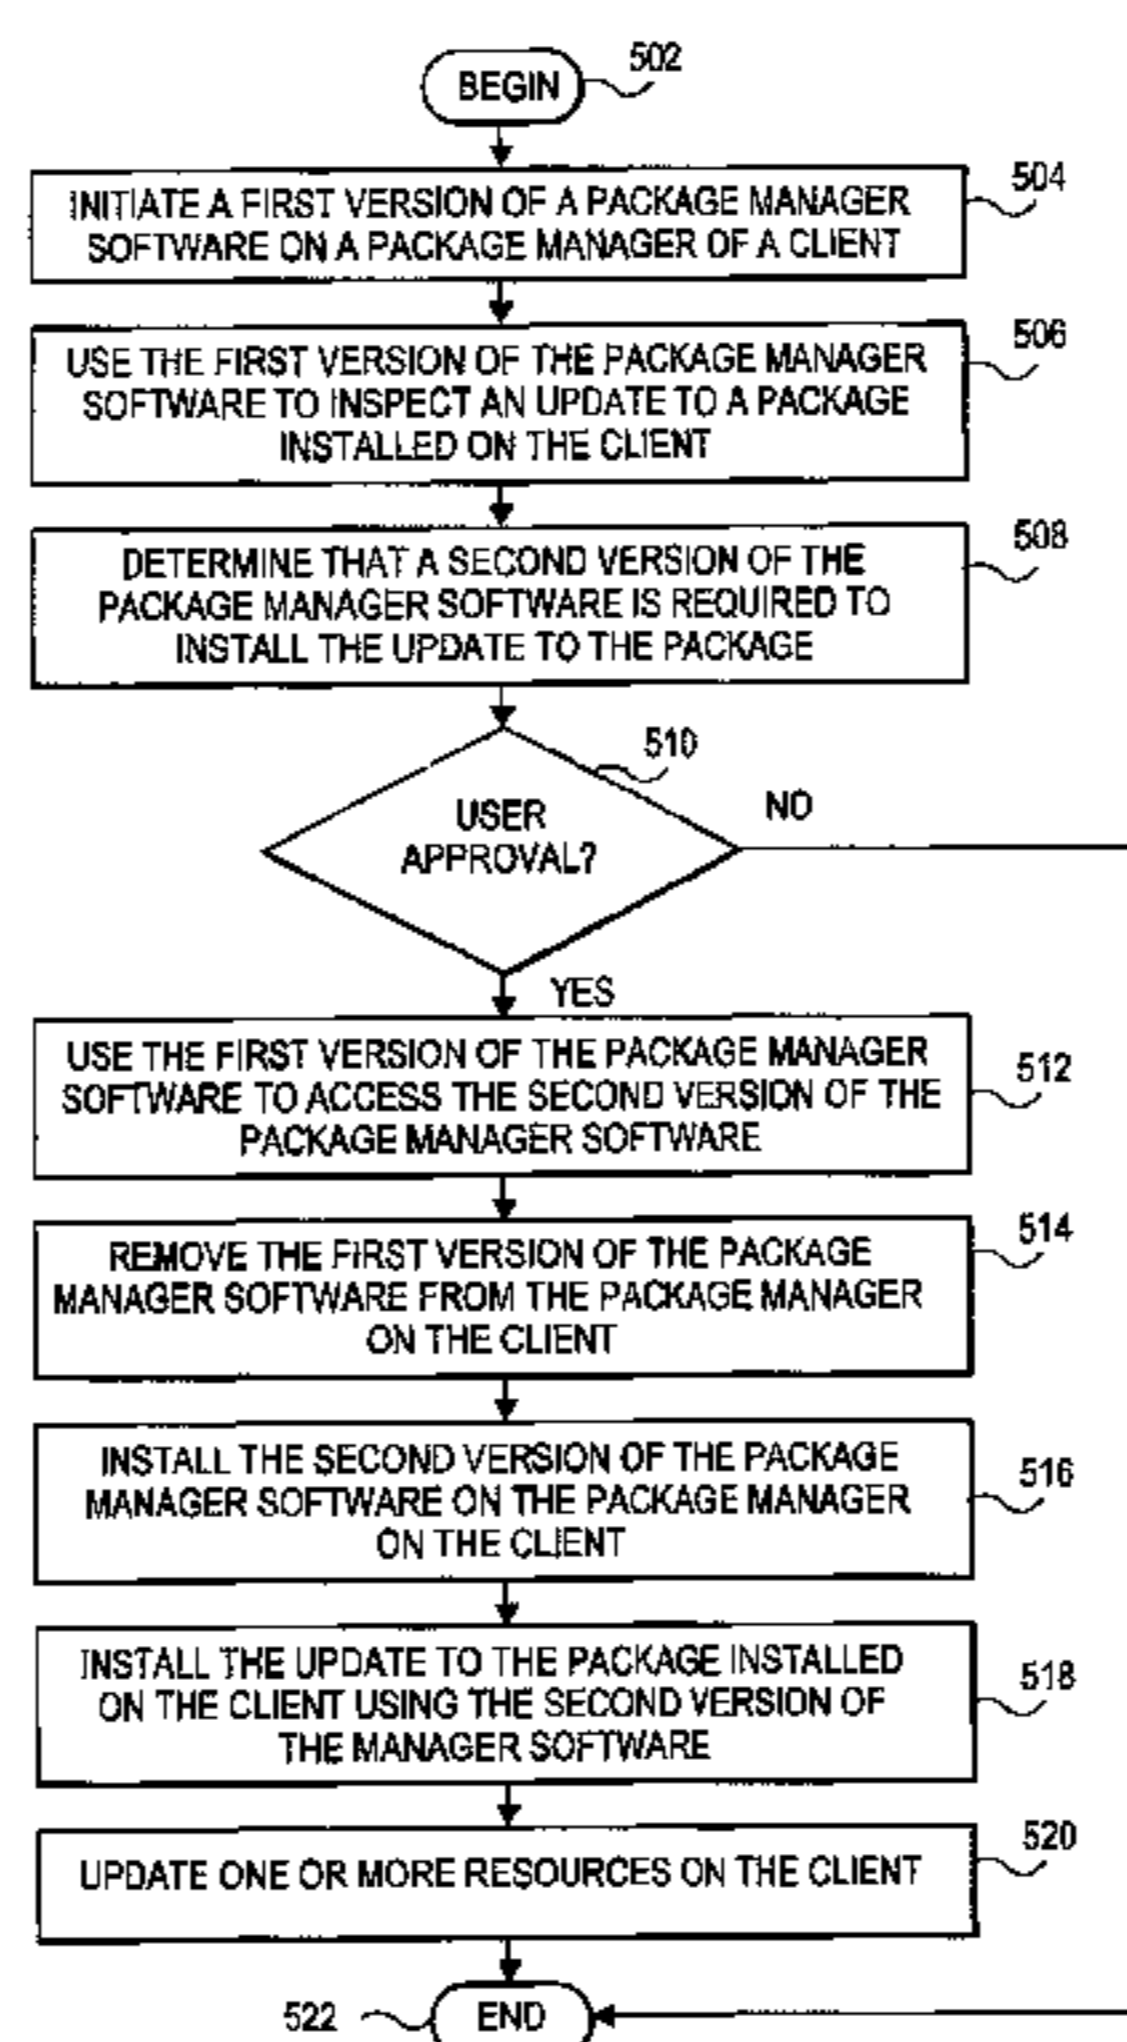 502
BEGIN
504
INITIATE A FIRST VERSION OF A PACKAGE MANAGER
SOFTWARE ON A PACKAGE MANAGER OF A CLIENT
506
USE THE FIRST VERSION OF THE PACKAGE MANAGER
SOFTWARE TO INSPECT AN UPDATE TO A PACKAGE
INSTALLED ON THE CLIENT
508
DETERMINE THAT A SECOND VERSION OF THE
PACKAGE MANAGER SOFTWARE IS REQUIRED TO
INSTALL THE UPDATE TO THE PACKAGE
510
USER
APPROVAL?
NO
YES
USE THE FIRST VERSION OF THE PACKAGE MANAGER
SOFTWARE TO ACCESS THE SECOND VERSION OF THE
PACKAGE MANAGER SOFTWARE
512
REMOVE THE FIRST VERSION OF THE PACKAGE
MANAGER SOFTWARE FROM THE PACKAGE MANAGER
ON THE CLIENT
514
INSTALL THE SECOND VERSION OF THE PACKAGE
MANAGER SOFTWARE ON THE PACKAGE MANAGER
ON THE CLIENT
516
INSTALL THE UPDATE TO THE PACKAGE INSTALLED
ON THE CLIENT USING THE SECOND VERSION OF
THE MANAGER SOFTWARE
518
UPDATE ONE OR MORE RESOURCES ON THE CLIENT
520
522
END